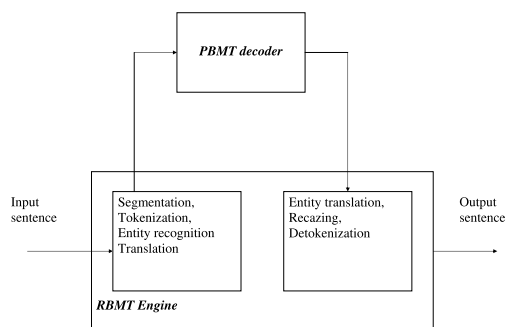 PBMT decoder
Input
sentence
Segmentation,
Tokenization,
Entity recognition
Translation
Entity translation,
Recazing,
Detokenization
Output
sentence
RBMT Engine